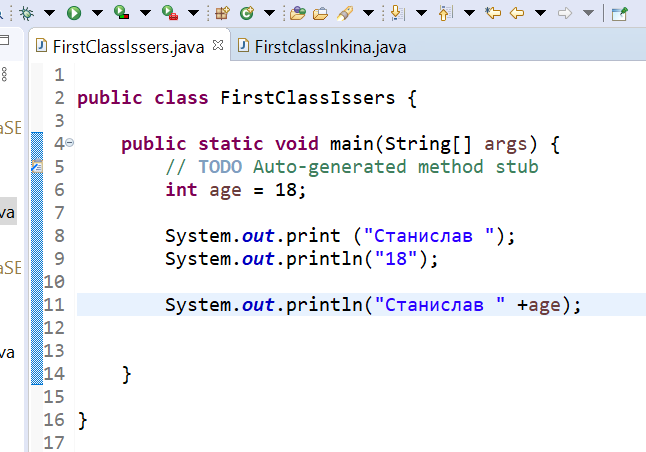 FirstClassIssers.java FirstclassInkina.java
1
2 public class FirstClassIssers {
3
4 public static void main(String[] args) {
5 // TODO Auto-generated method stub
6 int age = 18;
7
8 System.out.print ("Станислав ");
9 System.out.println("18");
10
11 System.out.println("Станислав " +age);
12
13
14 }
15
16 }
17
aSE
va
aSE
va